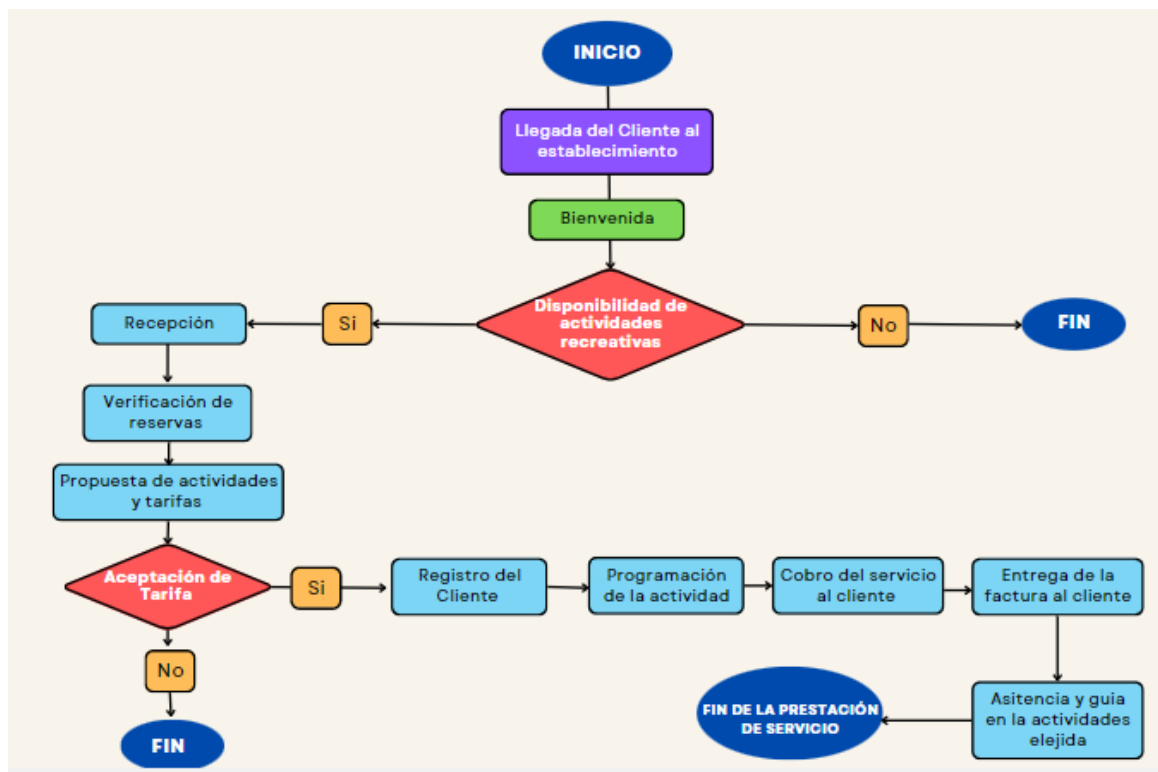 INICIO
Llegada del Cliente al
establecimiento
Bienvenida
Disponibilidad de
actividades
recreativas
Si
No
FIN
Recepción
Verificación de
reservas
Propuesta de actividades
y tarifas
Aceptación de
Tarifa
Si
No
FIN
Registro del
Cliente
Programación
de la actividad
Cobro del servicio
al cliente
Entrega de la
factura al cliente
Asitencia y guia
en la actividades
elejida
FIN DE LA PRESTACIÓN
DE SERVICIO